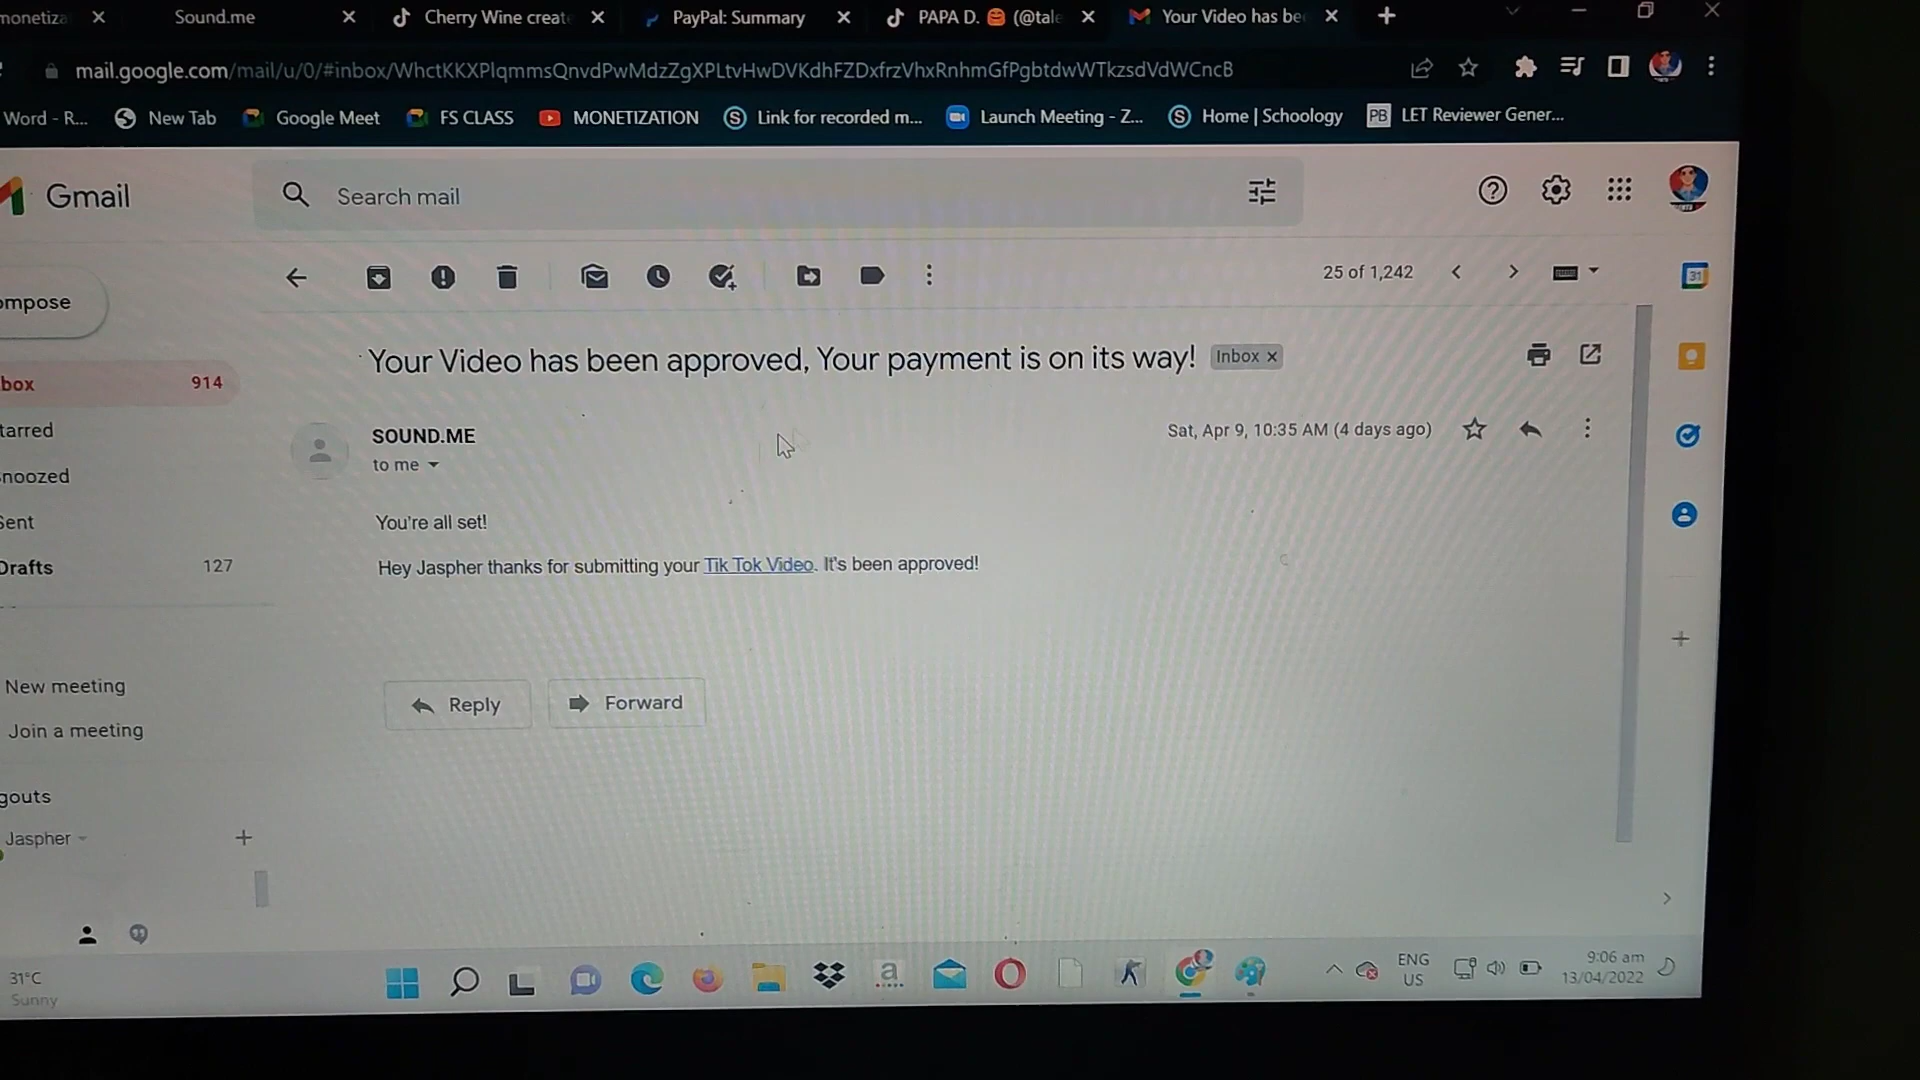 moneti
Sound.me
Cherry Wine creat
PayPal: Summary
PAPA D. (@tale
Your Video has be
mail.google.com/mail/u/0/#inbox/WhctKKXPlqmmsQnvdPwMdzZgXPLtvHwDVKdhFZDxfrzVhxRnhmGfPgbtdwWTkzsdVdWCncB
Word - R...
New Tab
Google Meet
FS CLASS
MONETIZATION
Link for recorded m...
Launch Meeting - Z...
Home | Schoology
PB
LET Reviewer Gener...
Gmail
Search mail
ompose
25 of 1,242
31
Your Video has been approved, Your payment is on its way!
Inbox ×
box 914
SOUND.ME
Sat, Apr 9, 10:35 AM (4 days ago)
tarred
to me
noozed
Sent
You're all set!
Drafts 127
Hey Jaspher thanks for submitting your Tik Tok Video. It's been approved!
New meeting
Reply
Forward
Join a meeting
gouts
Jaspher
31°C
Sunny
a
ENG
US
9:06 am
13/04/2022